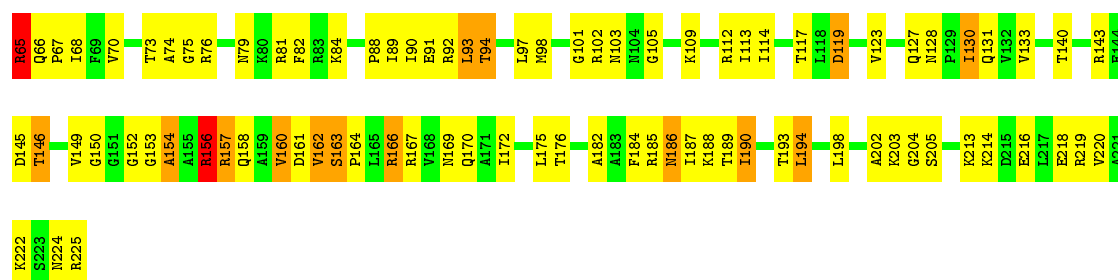 R65 Q66 P67 I68 F69 V70 T73 A74 G75 R76 N79 K80 R81 F82 R83 K84 P88 I89 I90 E91 R92 L93 T94 L97 M98 G101 R102 N103 N104 G105 K109 R112 I113 I114 T117 L118 D119 V123 Q127 N128 P129 I130 Q131 V132 V133 T140 R143
D145 T146 V149 G150 G151 G152 G153 A154 A155 R156 R157 Q158 A159 V160 D161 V162 S163 P164 L165 R166 R167 V168 N169 Q170 A171 I172 L175 T176 A182 A183 F184 R185 N186 I187 K188 T189 I190 T193 L194 L198 A202 K203 G204 S205 K213 K214 D215 E216 L217 E218 R219 V220
K222 S223 N224 R225